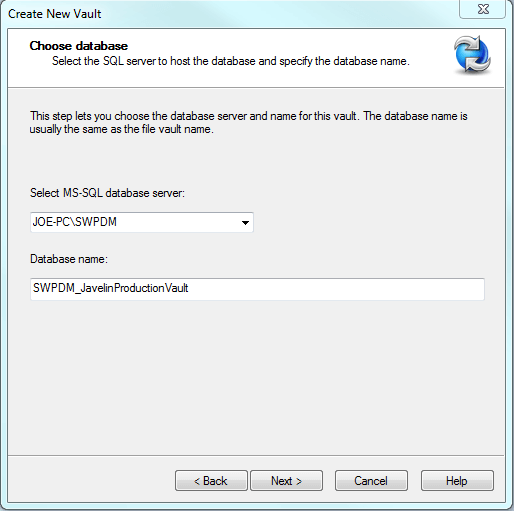 Create New Vault
Choose database
Select the SQL server to host the database and specify the database name.
This step lets you choose the database server and name for this vault. The database name is
usually the same as the file vault name.
Select MS-SQL database server:
JOE-PC\SWPDM
Database name:
SWPDM_JavelinProductionVault
< Back Next > Cancel Help